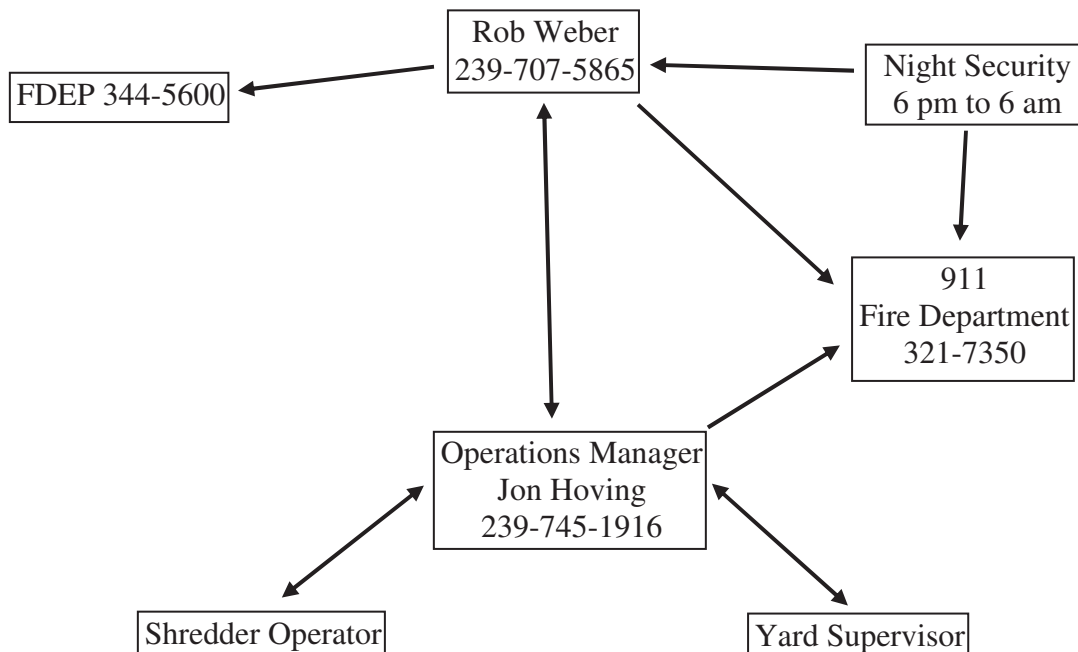 Rob Weber
239-707-5865
FDEP 344-5600
Night Security
6 pm to 6 am
911
Fire Department
321-7350
Operations Manager
Jon Hoving
239-745-1916
Shredder Operator
Yard Supervisor